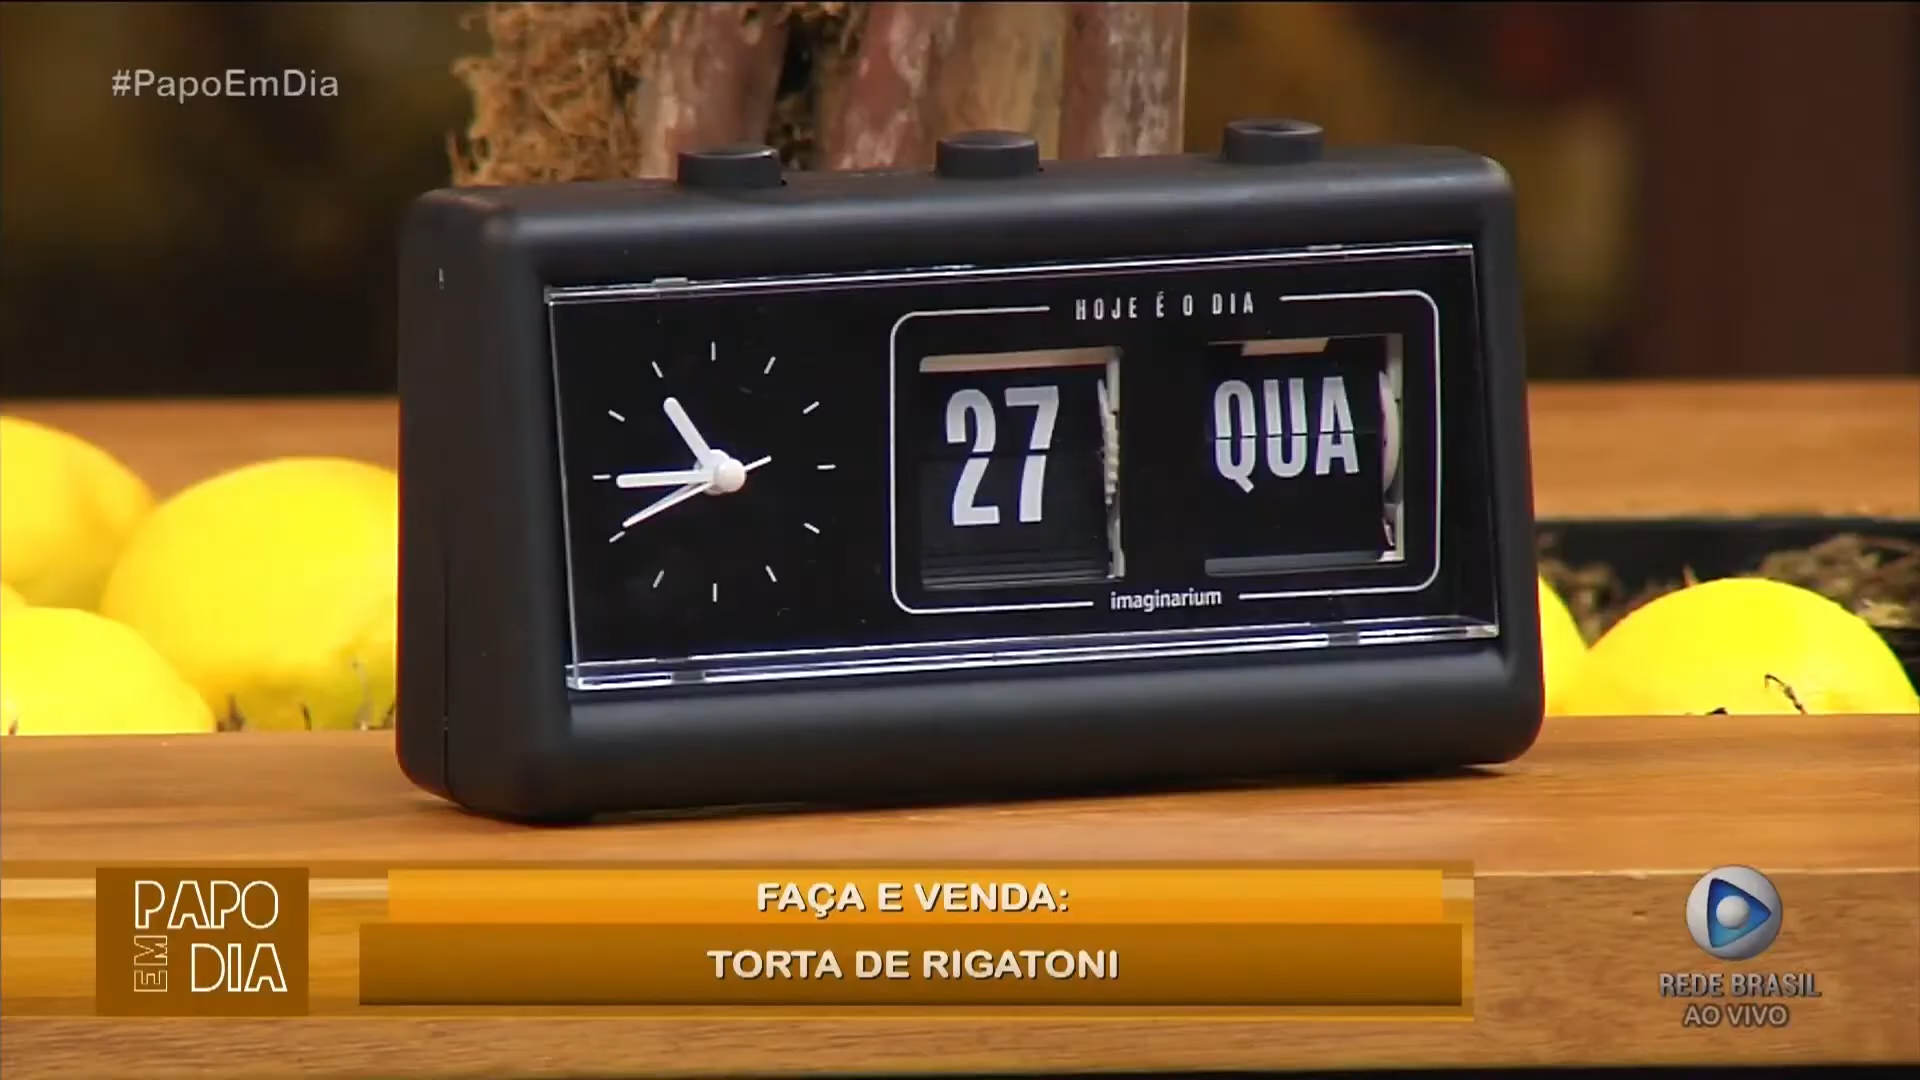 #PapoEmDia
HOJE É O DIA
27 QUA
imaginarium
FAÇA E VENDA:
TORTA DE RIGATONI
PAPO
EM DIA
REDE BRASIL
AO VIVO